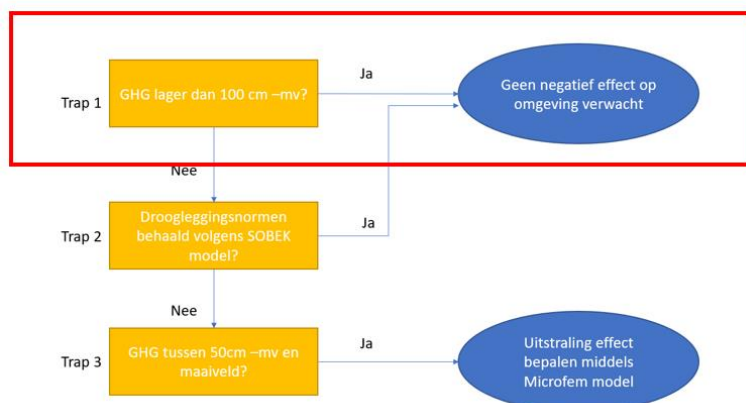 Ja
Geen negatief effect op
omgeving verwacht
GHG lager dan 100 cm –mv?
Trap 1
Nee
Droogleggingsnormen
behaald volgens SOBEK
model?
Trap 2
Ja
Nee
Ja
Uitstraling effect
bepalen middels
Microfem model
GHG tussen 50cm –mv en
maaiveld?
Trap 3